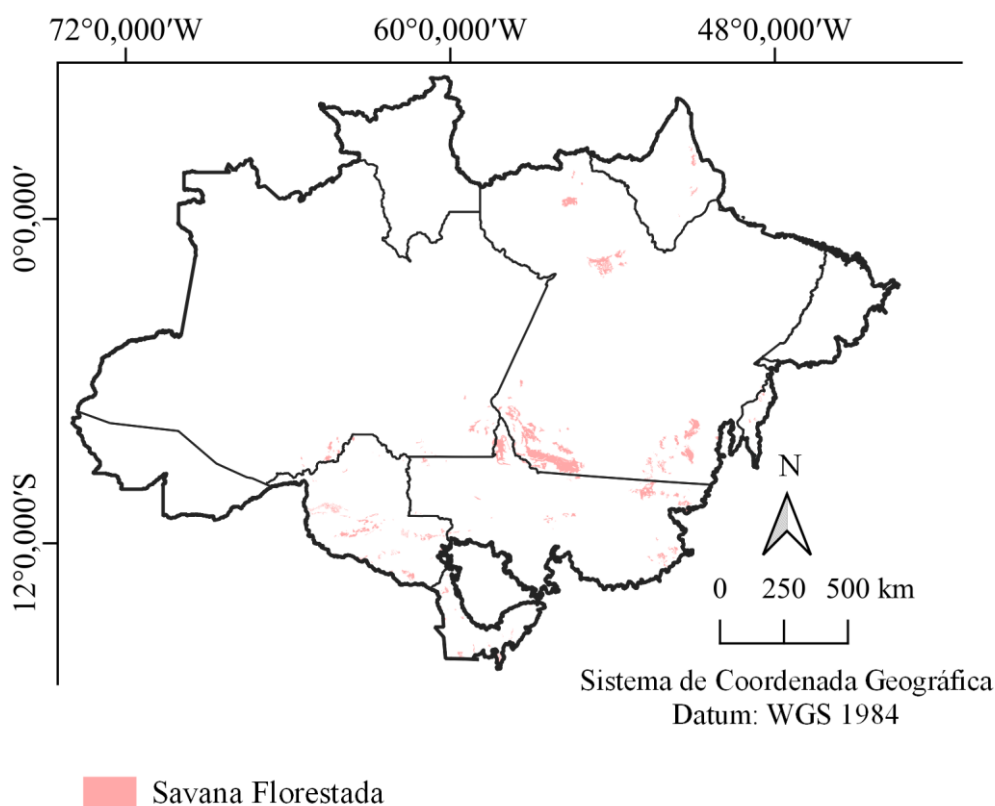 72°0,000′W 60°0,000′W 48°0,000′W
0°0,000′
12°0,000′S
N
0 250 500 km
Sistema de Coordenada Geográfica
Datum: WGS 1984
Savana Florestada